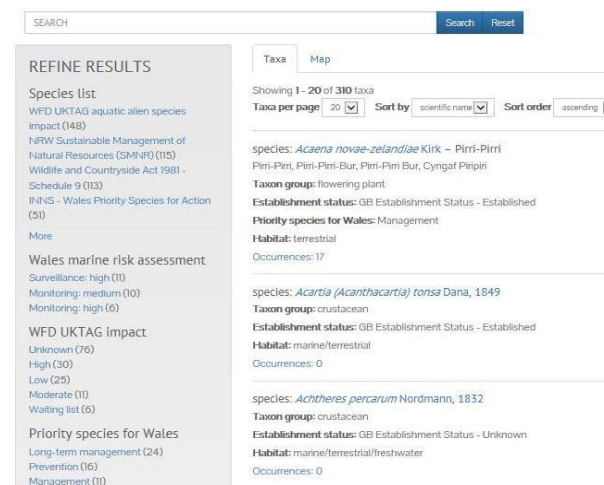 SEARCH
Search Reset
REFINE RESULTS
Species list
WFD UKTAG aquatic alien species
impact (148)
NRW Sustainable Management of
Natural Resources (SMNR) (115)
Wildlife and Countryside Act 1981 -
Schedule 9 (113)
INNS - Wales Priority Species for Action
(51)
More
Wales marine risk assessment
Surveillance: high (11)
Monitoring: medium (10)
Monitoring: high (6)
WFD UKTAG impact
Unknown (76)
High (30)
Low (25)
Moderate (11)
Waiting list (6)
Priority species for Wales
Long-term management (24)
Prevention (16)
Management (11)
Taxa Map
Showing 1 - 20 of 310 taxa
Taxa per page 20 Sort by scientific name Sort order ascending
species: Acaena novae-zelandiae Kirk – Pirri-Pirri
Pirri-Pirri, Pirri-Pirri-Bur, Pirri-Pirri Bur, Cyngaf Piripiri
Taxon group: flowering plant
Establishment status: GB Establishment Status - Established
Priority species for Wales: Management
Habitat: terrestrial
Occurrences: 17
species: Acartia (Acanthacartia) tonsa Dana, 1849
Taxon group: crustacean
Establishment status: GB Establishment Status - Established
Habitat: marine/terrestrial
Occurrences: 0
species: Achtheres percarum Nordmann, 1832
Taxon group: crustacean
Establishment status: GB Establishment Status - Unknown
Habitat: marine/terrestrial/freshwater
Occurrences: 0